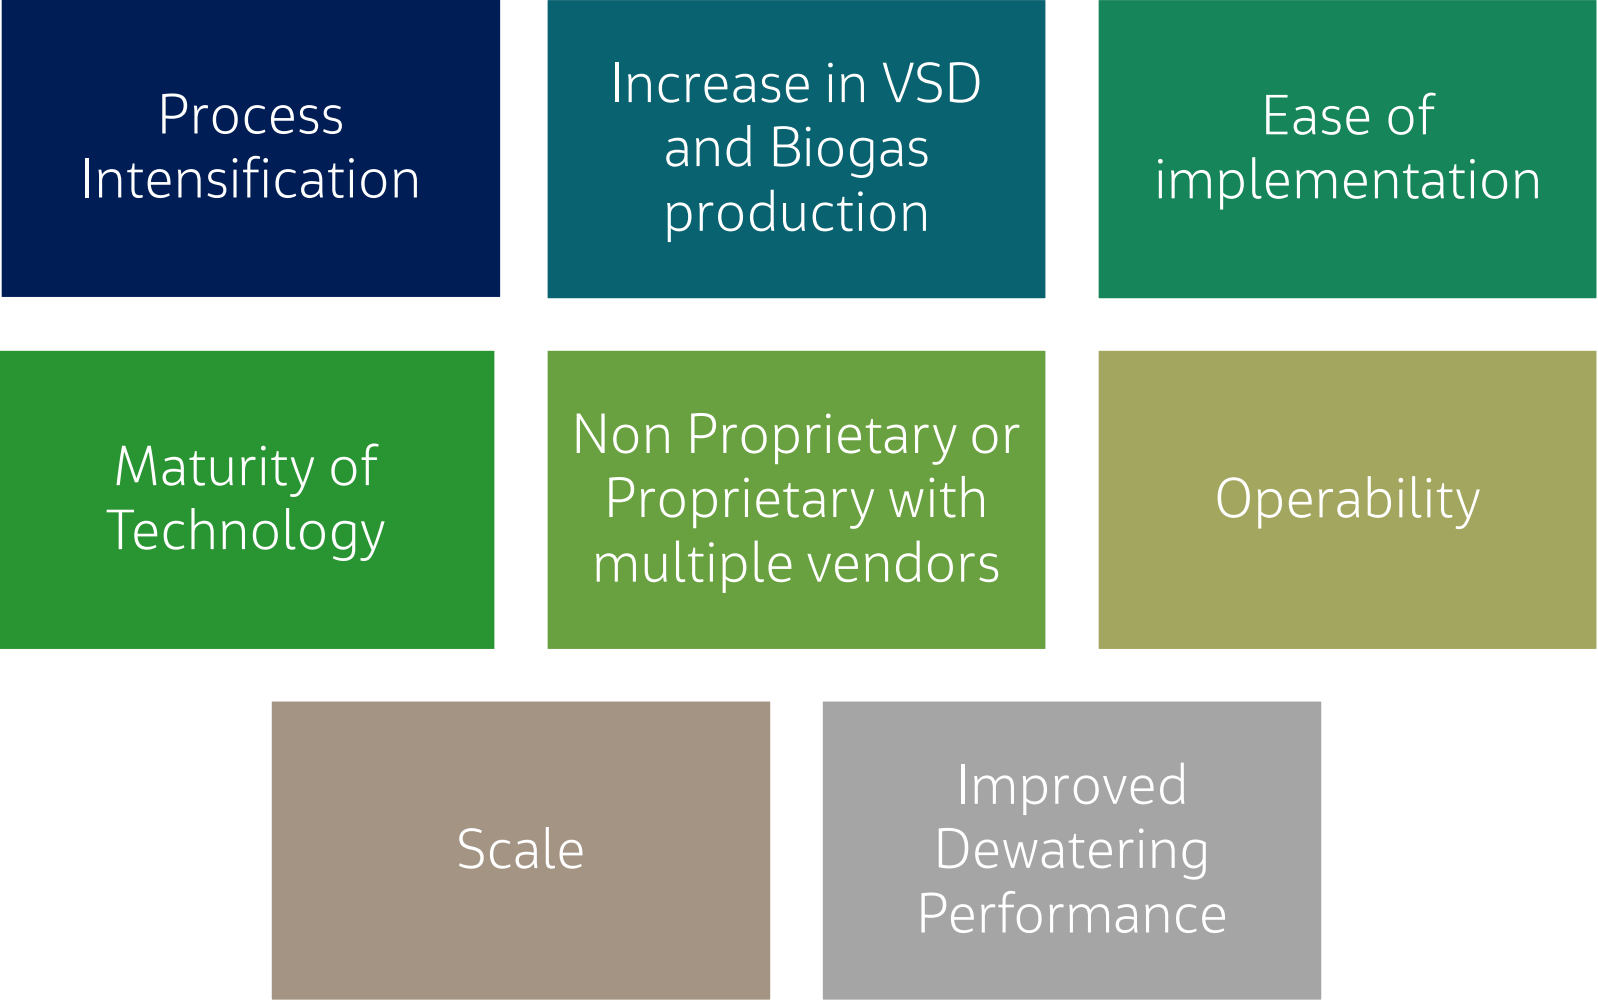 Process
Intensification
Increase in VSD
and Biogas
production
Ease of
implementation
Maturity of
Technology
Non Proprietary or
Proprietary with
multiple vendors
Operability
Scale
Improved
Dewatering
Performance